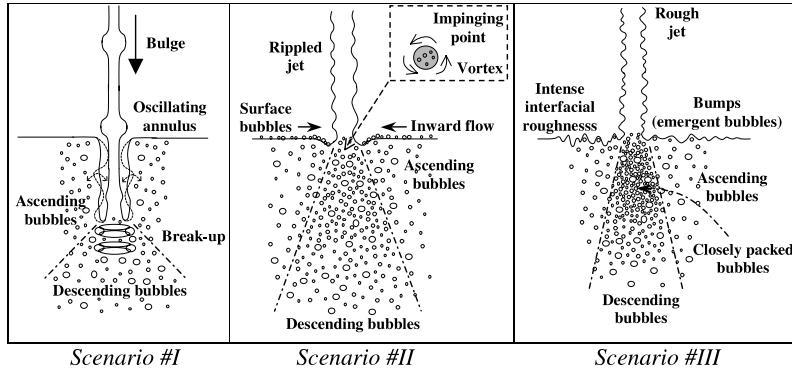 Bulge
Oscillating
annulus
Ascending
bubbles
Break-up
Descending bubbles
Scenario #I
Rippled
jet
Impinging
point
Vortex
Surface
bubbles
Inward flow
Ascending
bubbles
Descending bubbles
Scenario #II
Rough
jet
Intense
interfacial
roughnesss
Bumps
(emergent bubbles)
Ascending
bubbles
Closely packed
bubbles
Descending
bubbles
Scenario #III